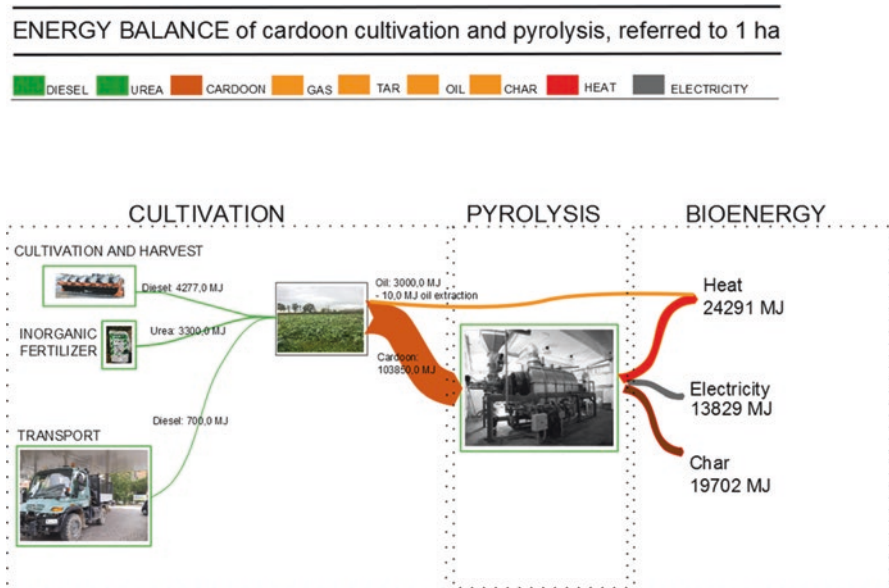 ENERGY BALANCE of cardoon cultivation and pyrolysis, referred to 1 ha
DIESEL UREA CARDOON GAS TAR OIL CHAR HEAT ELECTRICITY
CULTIVATION PYROLYSIS BIOENERGY
CULTIVATION AND HARVEST
Diesel: 4277,0 MJ
Oil: 3000,0 MJ
- 10,0 MJ oil extraction
Heat
24291 MJ
INORGANIC
FERTILIZER
Urea: 3300,0 MJ
Cardoon:
103850,0 MJ
Electricity
13829 MJ
Diesel: 700,0 MJ
TRANSPORT
Char
19702 MJ